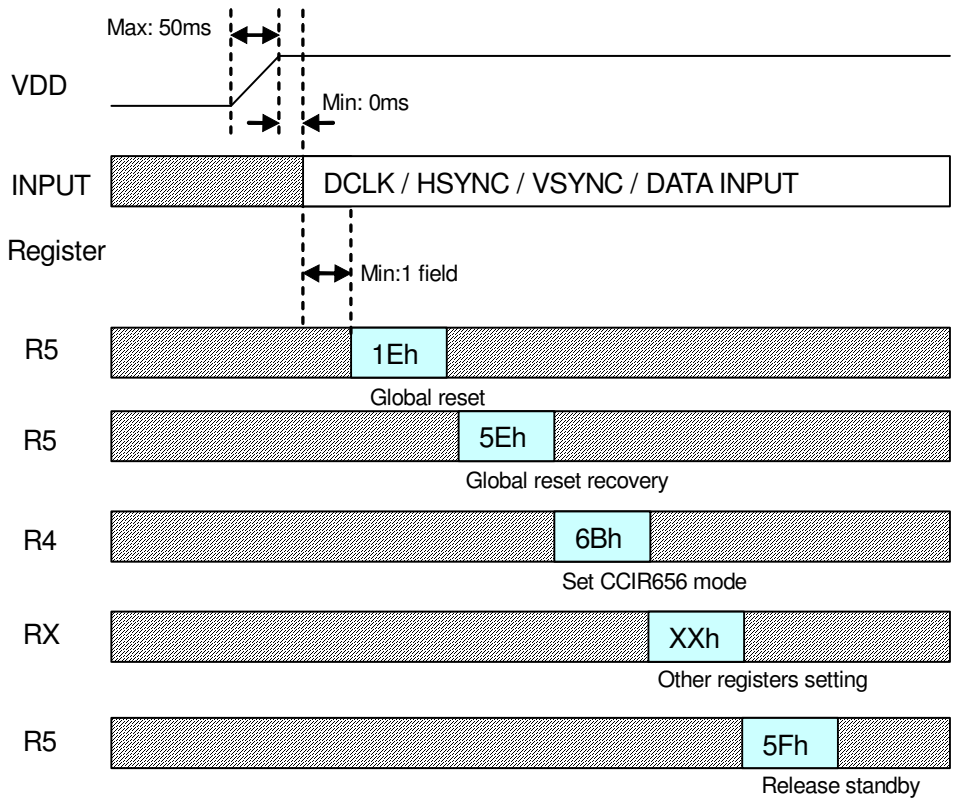 Max: 50ms
VDD
Min: 0ms
INPUT
DCLK / HSYNC / VSYNC / DATA INPUT
Register
Min:1 field
R5
1Eh
Global reset
R5
5Eh
Global reset recovery
R4
6Bh
Set CCIR656 mode
RX
XXh
Other registers setting
R5
5Fh
Release standby